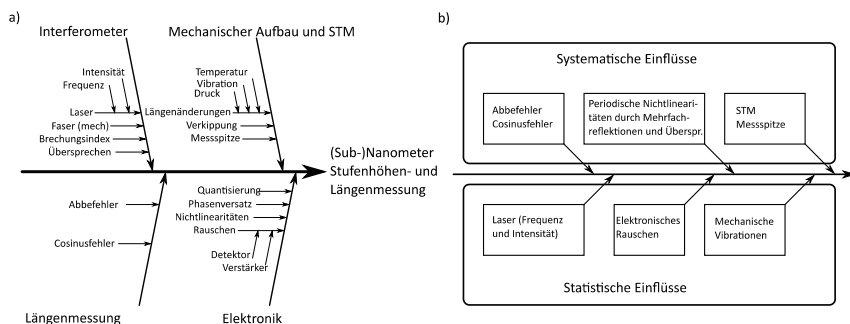 a)
Interferometer
Mechanischer Aufbau und STM
Intensität
Frequenz
Laser
Faser (mech)
Brechungsindex
Übersprechen
Temperatur
Vibration
Druck
Längenänderungen
Verkippung
Messspitze
(Sub-)Nanometer
Stufenhöhen- und
Längenmessung
Abbefehler
Cosinusfehler
Quantisierung
Phasenversatz
Nichtlinearitäten
Rauschen
Detektor
Verstärker
Längenmessung
Elektronik
b)
Systematische Einflüsse
Abbefehler
Cosinusfehler
Periodische Nichtlineari-
täten durch Mehrfach-
reflektionen und Überspr.
STM
Messspitze
Laser (Frequenz
und Intensität)
Elektronisches
Rauschen
Mechanische
Vibrationen
Statistische Einflüsse